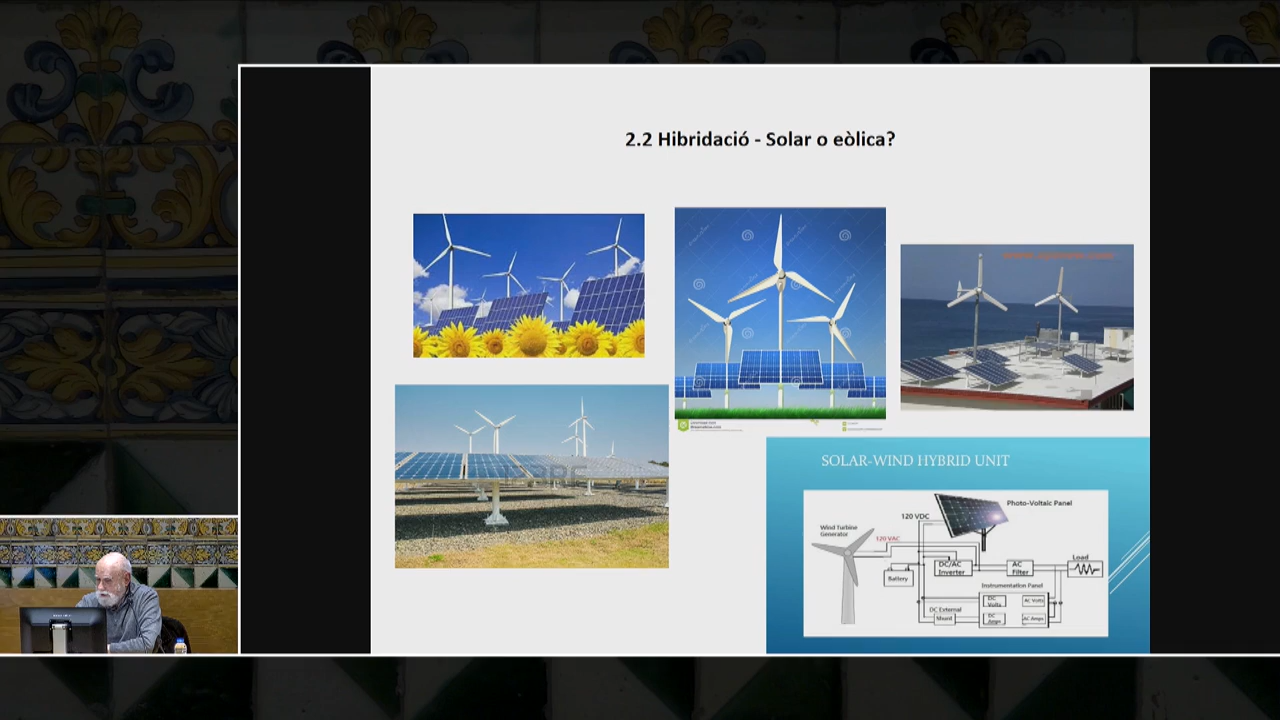 2.2 Hibridació - Solar o eòlica?
SOLAR-WIND HYBRID UNIT
Photo-Voltaic Panel
120 VDC
Wind Turbine
Generator
120 VAC
Load
DC/AC
Inverter
AC
Filter
Battery
Instrumentation Panel
DC
Volts
AC Volts
DC External
Shunt
DC
Amps
AC Amps